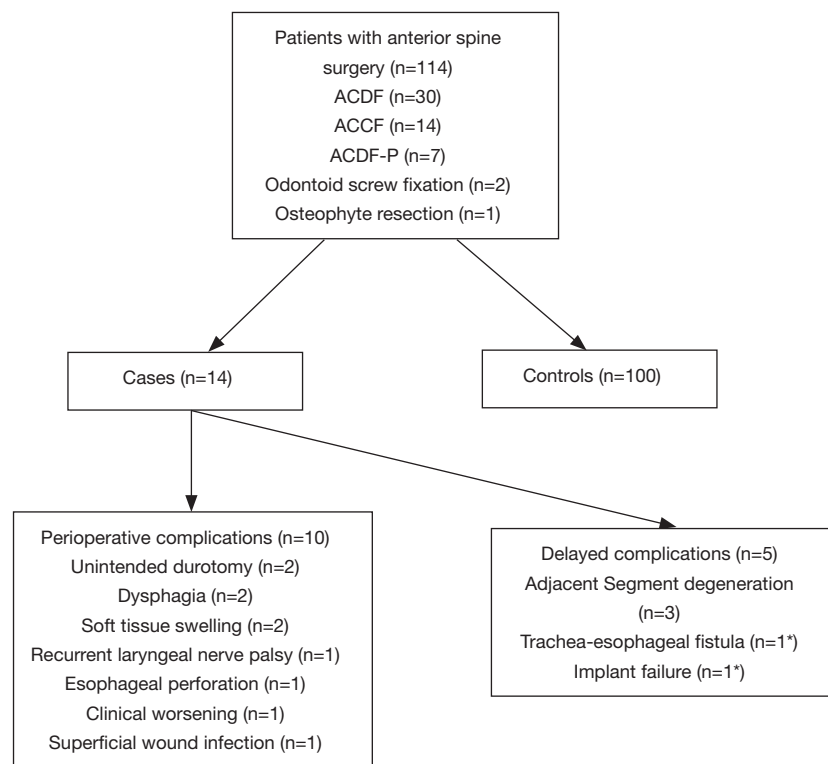 Patients with anterior spine
surgery (n=114)
ACDF (n=30)
ACCF (n=14)
ACDF-P (n=7)
Odontoid screw fixation (n=2)
Osteophyte resection (n=1)
Cases (n=14)
Controls (n=100)
Perioperative complications (n=10)
Unintended durotomy (n=2)
Dysphagia (n=2)
Soft tissue swelling (n=2)
Recurrent laryngeal nerve palsy (n=1)
Esophageal perforation (n=1)
Clinical worsening (n=1)
Superficial wound infection (n=1)
Delayed complications (n=5)
Adjacent Segment degeneration
(n=3)
Trachea-esophageal fistula (n=1*)
Implant failure (n=1*)